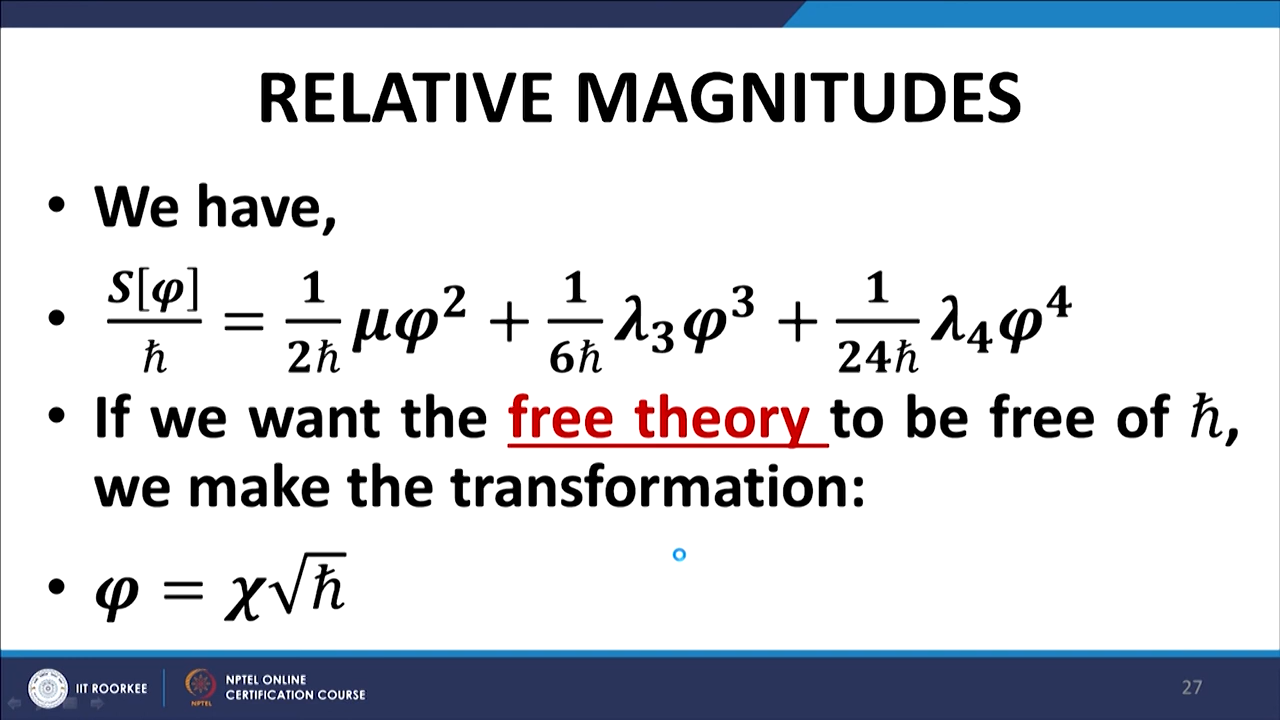 RELATIVE MAGNITUDES
• We have,
• S[φ]/ħ = 1/2ħ μφ² + 1/6ħ λ₃φ³ + 1/24ħ λ₄φ⁴
• If we want the free theory to be free of ħ,
we make the transformation:
• φ = χ√ħ
IIT ROORKEE
NPTEL
NPTEL ONLINE
CERTIFICATION COURSE
27